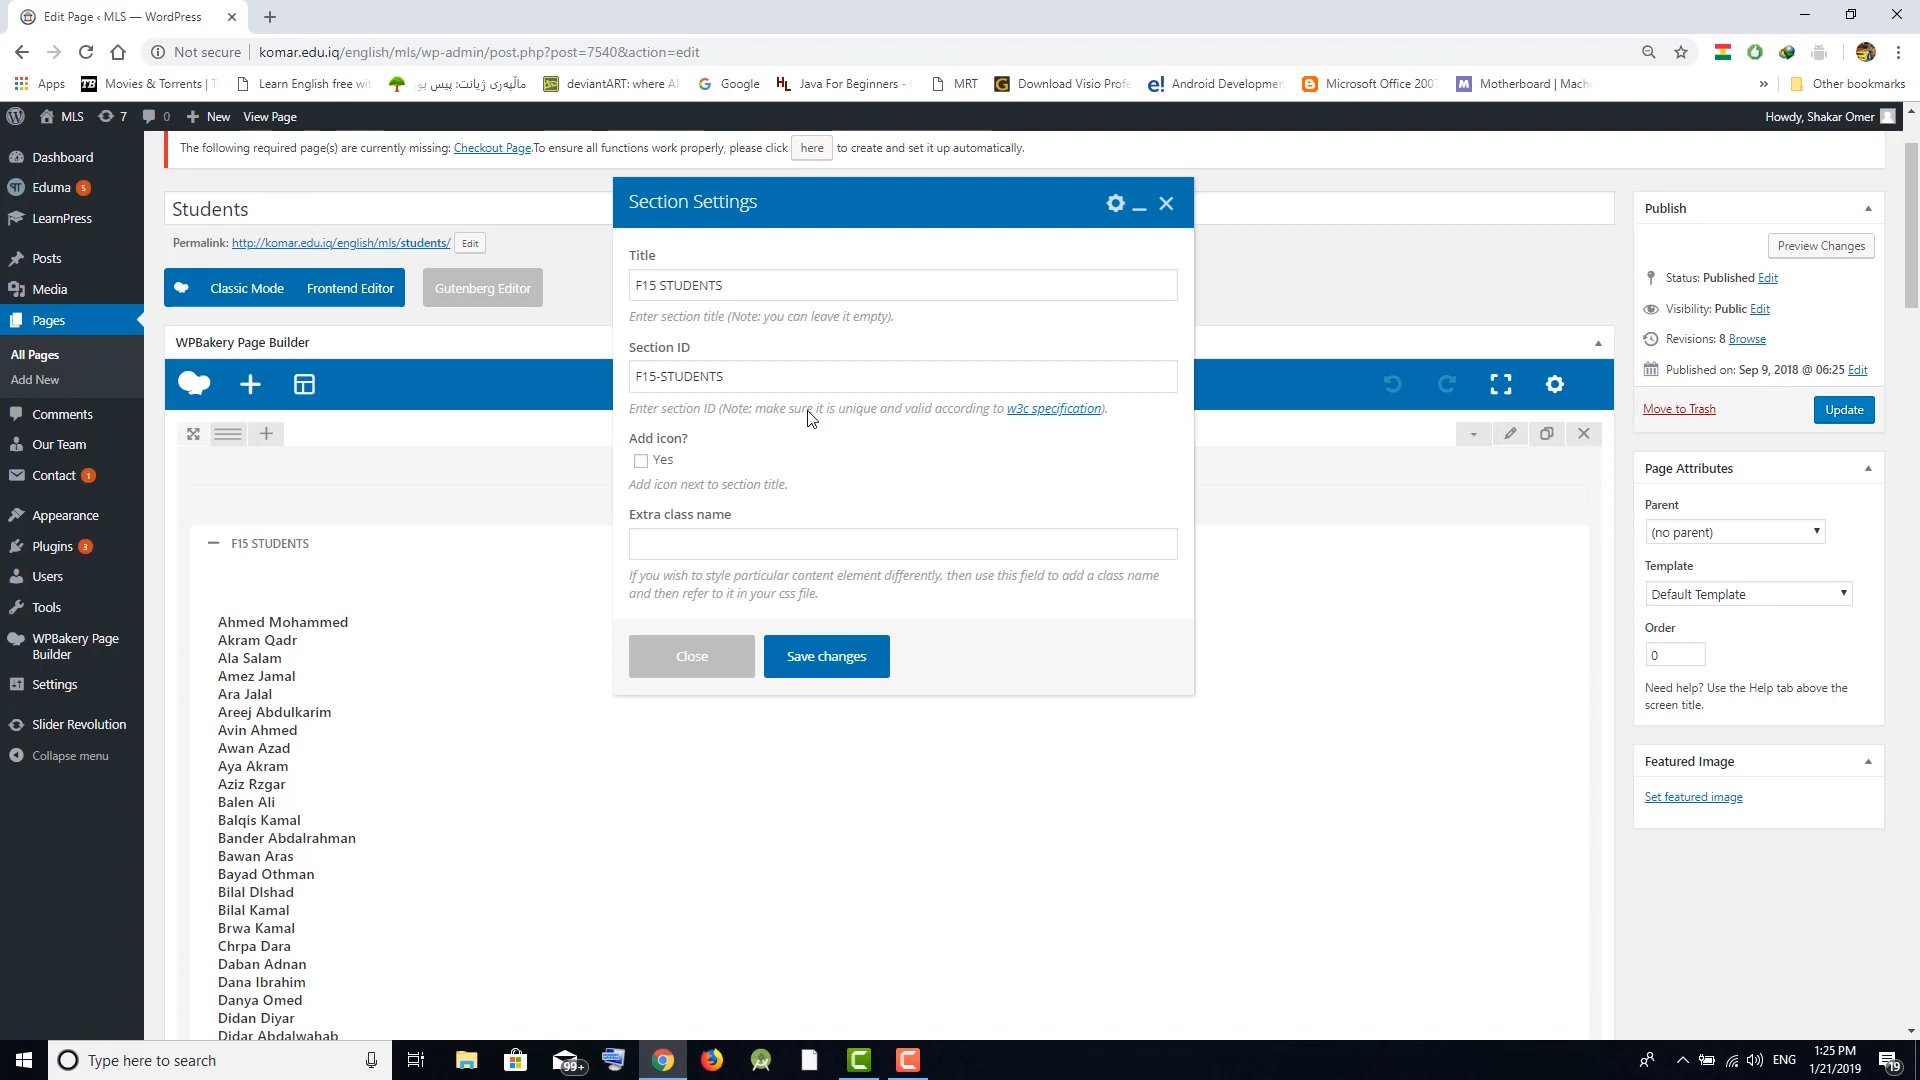 Edit Page ‹ MLS — WordPress
Not secure
komar.edu.iq/english/mls/wp-admin/post.php?post=7540&action=edit
Apps
Movies & Torrents | T
Learn English free wit
ماڵپەری ژیانت: پیس بو
deviantART: where A
Google
Java For Beginners -
MRT
Download Visio Profe
Android Developmen
Microsoft Office 2007
Motherboard | Mach
»
Other bookmarks
MLS
7
0
New
View Page
Howdy, Shakar Omer
The following required page(s) are currently missing: Checkout Page.To ensure all functions work properly, please click here to create and set it up automatically.
Dashboard
Eduma 5
LearnPress
Posts
Media
Pages
All Pages
Add New
Comments
Our Team
Contact 1
Appearance
Plugins 3
Users
Tools
WPBakery Page
Builder
Settings
Slider Revolution
Collapse menu
Students
Permalink: http://komar.edu.iq/english/mls/students/ Edit
Classic Mode
Frontend Editor
Gutenberg Editor
WPBakery Page Builder
F15 STUDENTS
Ahmed Mohammed
Akram Qadr
Ala Salam
Amez Jamal
Ara Jalal
Areej Abdulkarim
Avin Ahmed
Awan Azad
Aya Akram
Aziz Rzgar
Balen Ali
Balqis Kamal
Bander Abdalrahman
Bawan Aras
Bayad Othman
Bilal DIshad
Bilal Kamal
Brwa Kamal
Chrpa Dara
Daban Adnan
Dana Ibrahim
Danya Omed
Didan Diyar
Didar Abdalwahab
Section Settings
Title
F15 STUDENTS
Enter section title (Note: you can leave it empty).
Section ID
F15-STUDENTS
Enter section ID (Note: make sure it is unique and valid according to w3c specification).
Add icon?
Yes
Add icon next to section title.
Extra class name
If you wish to style particular content element differently, then use this field to add a class name
and then refer to it in your css file.
Close
Save changes
Publish
Preview Changes
Status: Published Edit
Visibility: Public Edit
Revisions: 8 Browse
Published on: Sep 9, 2018 @ 06:25 Edit
Move to Trash
Update
Page Attributes
Parent
(no parent)
Template
Default Template
Order
0
Need help? Use the Help tab above the
screen title.
Featured Image
Set featured image
Type here to search
99+
ENG
1:25 PM
1/21/2019
19